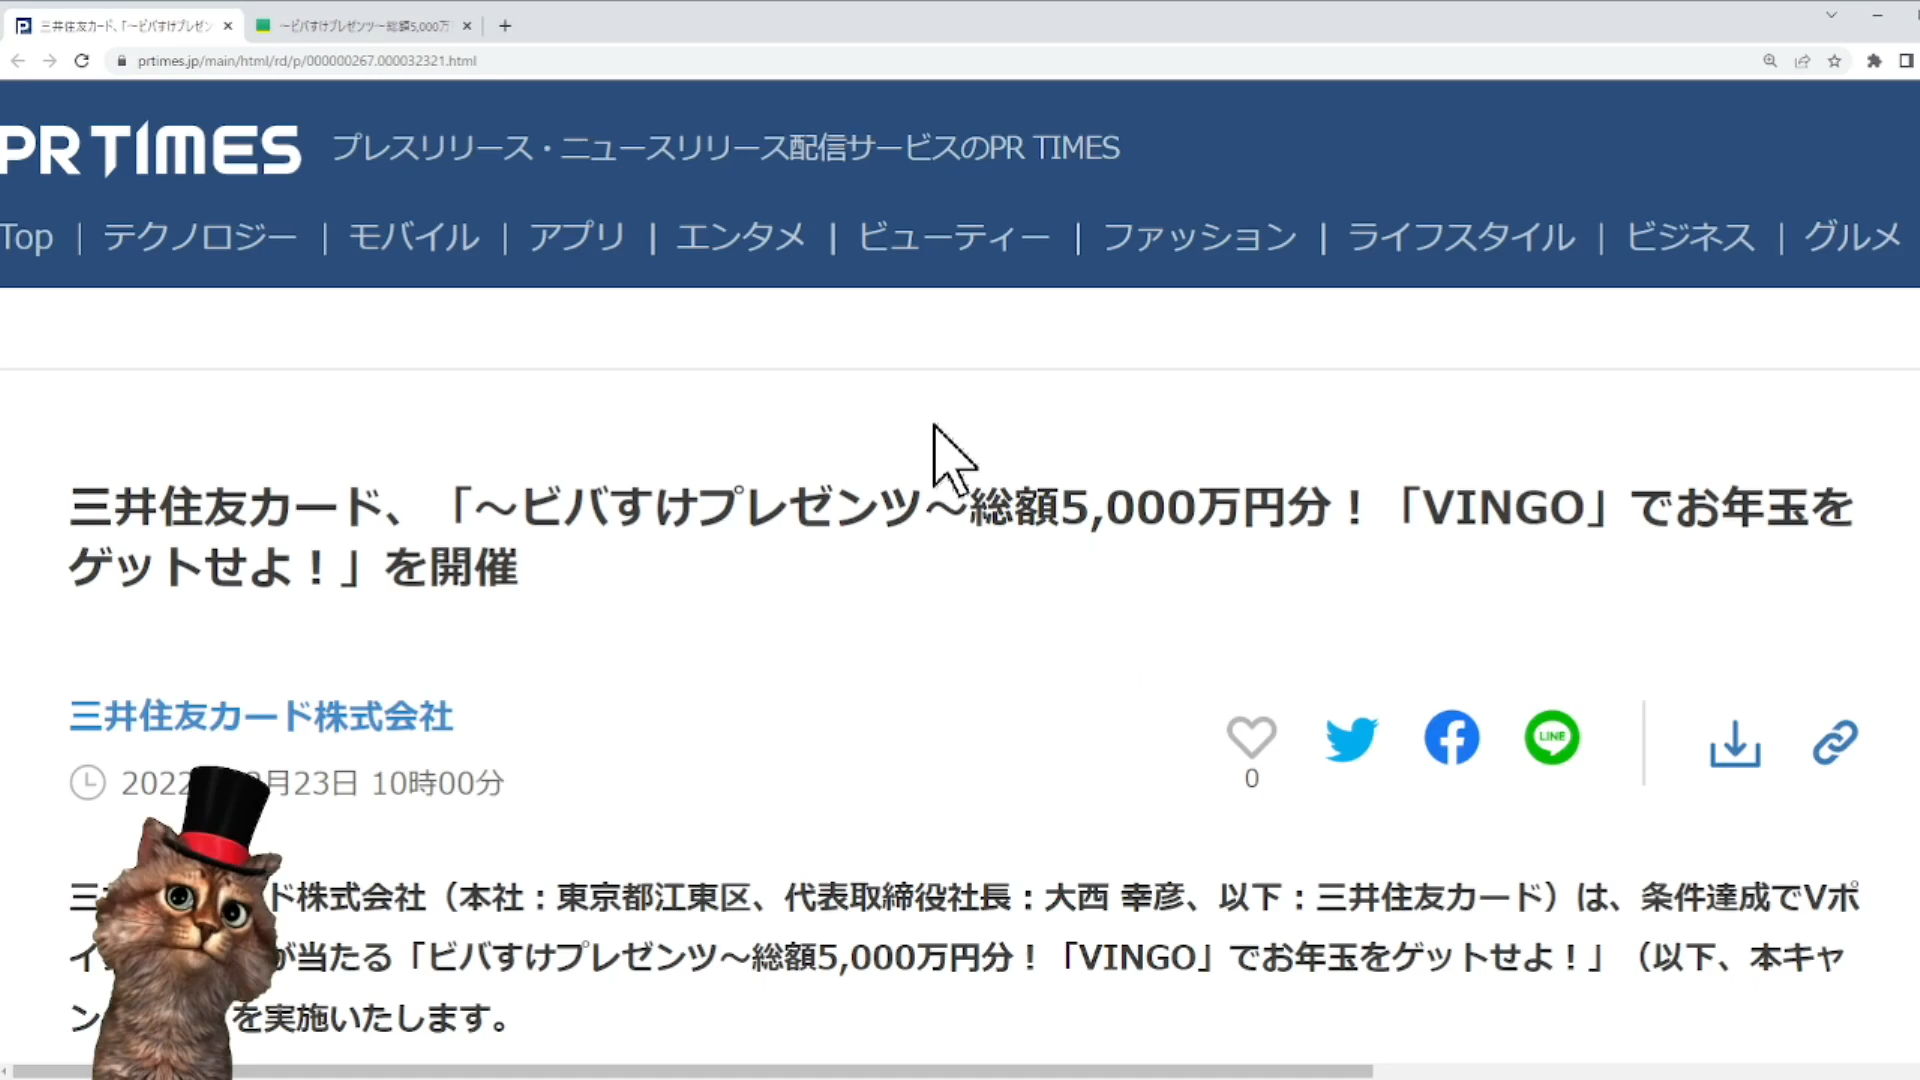 三井住友カード、「～ビバすけプレゼン
～ビバすけプレゼンツ～総額5,000万
prtimes.jp/main/html/rd/p/000000267.000032321.html
PR TIMES
プレスリリース・ニュースリリース配信サービスのPR TIMES
Top | テクノロジー | モバイル | アプリ | エンタメ | ビューティー | ファッション | ライフスタイル | ビジネス | グルメ
三井住友カード、「～ビバすけプレゼンツ～総額5,000万円分！「VINGO」でお年玉を
ゲットせよ！」を開催
三井住友カード株式会社
0
LINE
2022 月23日 10時00分
三 ド株式会社（本社：東京都江東区、代表取締役社長：大西 幸彦、以下：三井住友カード）は、条件達成でVポ
イ が当たる「ビバすけプレゼンツ～総額5,000万円分！「VINGO」でお年玉をゲットせよ！」（以下、本キャ
ン を実施いたします。